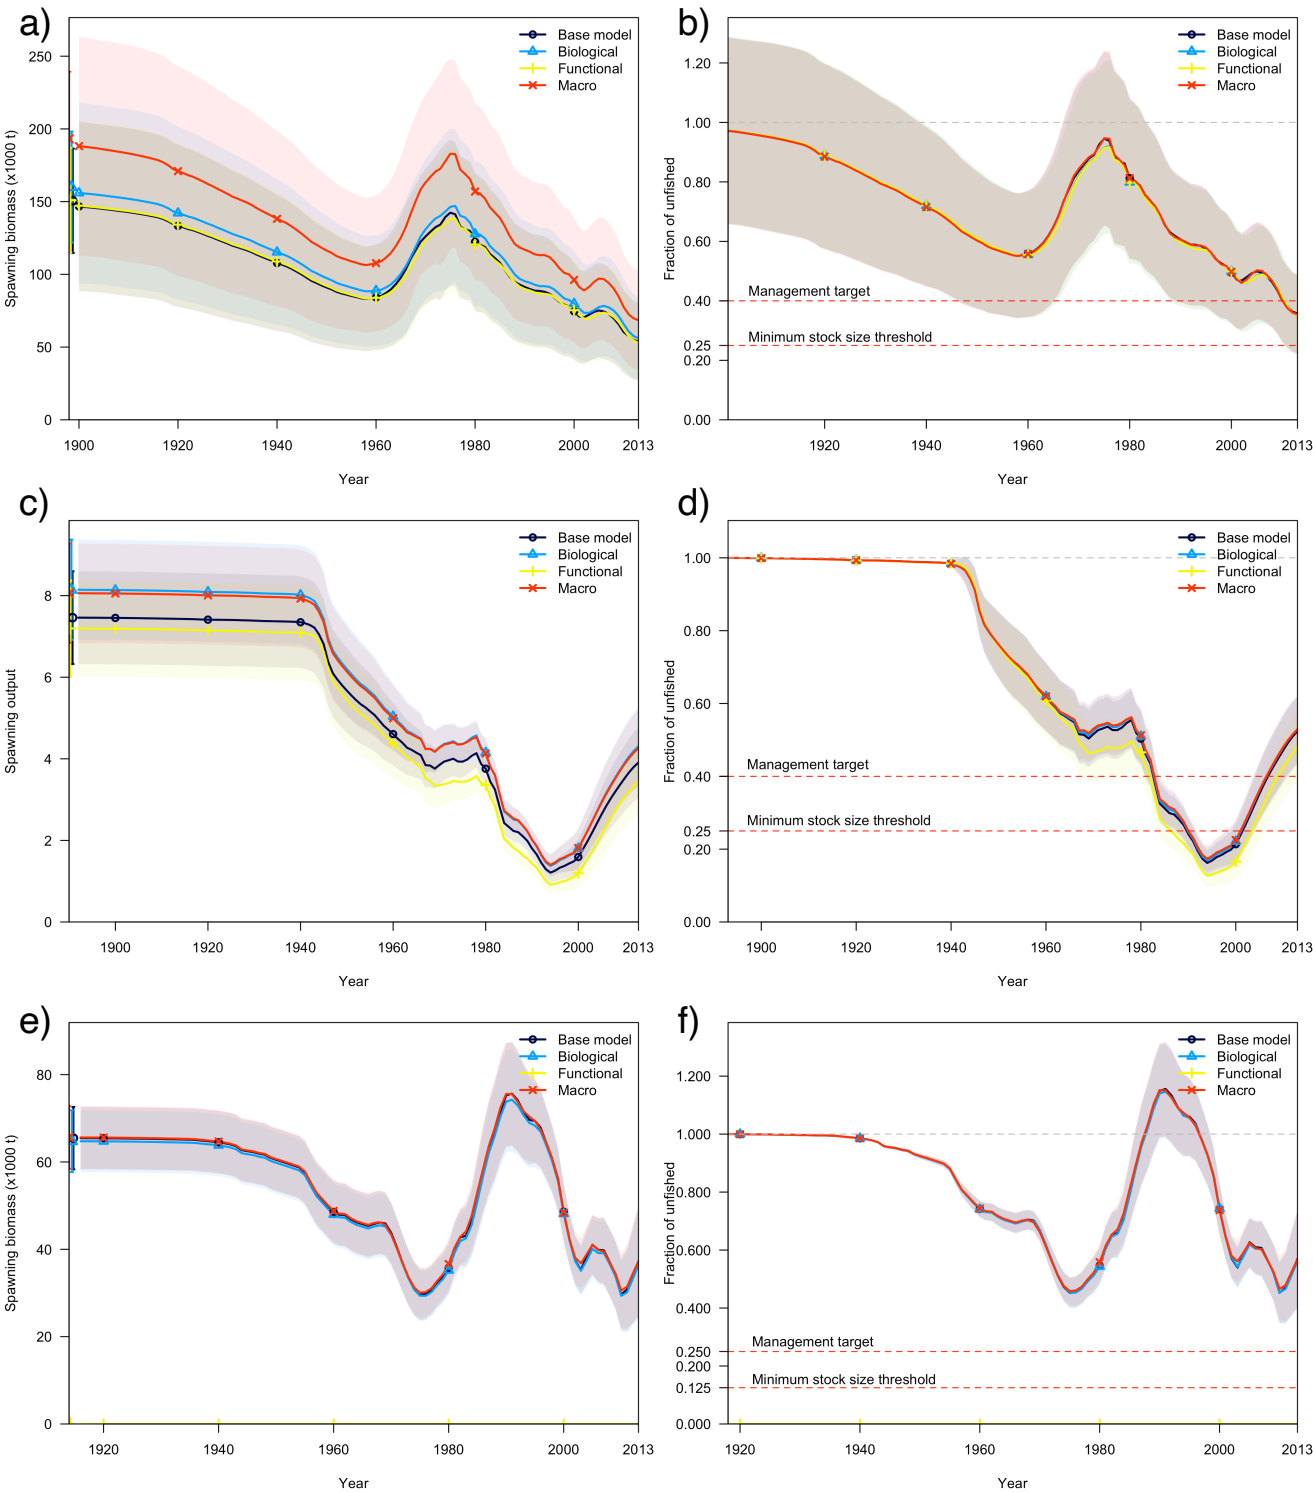 a)
Spawning biomass (x1000 t)
250
200
150
100
50
0
Base model
Biological
Functional
Macro
1900 1920 1940 1960 1980 2000 2013
Year
b)
Fraction of unfished
1.20
1.00
0.80
0.60
0.40
0.25
0.20
0.00
Base model
Biological
Functional
Macro
Management target
Minimum stock size threshold
1920 1940 1960 1980 2000 2013
Year
c)
Spawning output
8
6
4
2
0
Base model
Biological
Functional
Macro
1900 1920 1940 1960 1980 2000 2013
Year
d)
Fraction of unfished
1.00
0.80
0.60
0.40
0.25
0.20
0.00
Base model
Biological
Functional
Macro
Management target
Minimum stock size threshold
1900 1920 1940 1960 1980 2000 2013
Year
e)
Spawning biomass (x1000 t)
80
60
40
20
0
Base model
Biological
Functional
Macro
1920 1940 1960 1980 2000 2013
Year
f)
Fraction of unfished
1.200
1.000
0.800
0.600
0.400
0.250
0.200
0.125
0.000
Base model
Biological
Functional
Macro
Management target
Minimum stock size threshold
1920 1940 1960 1980 2000 2013
Year